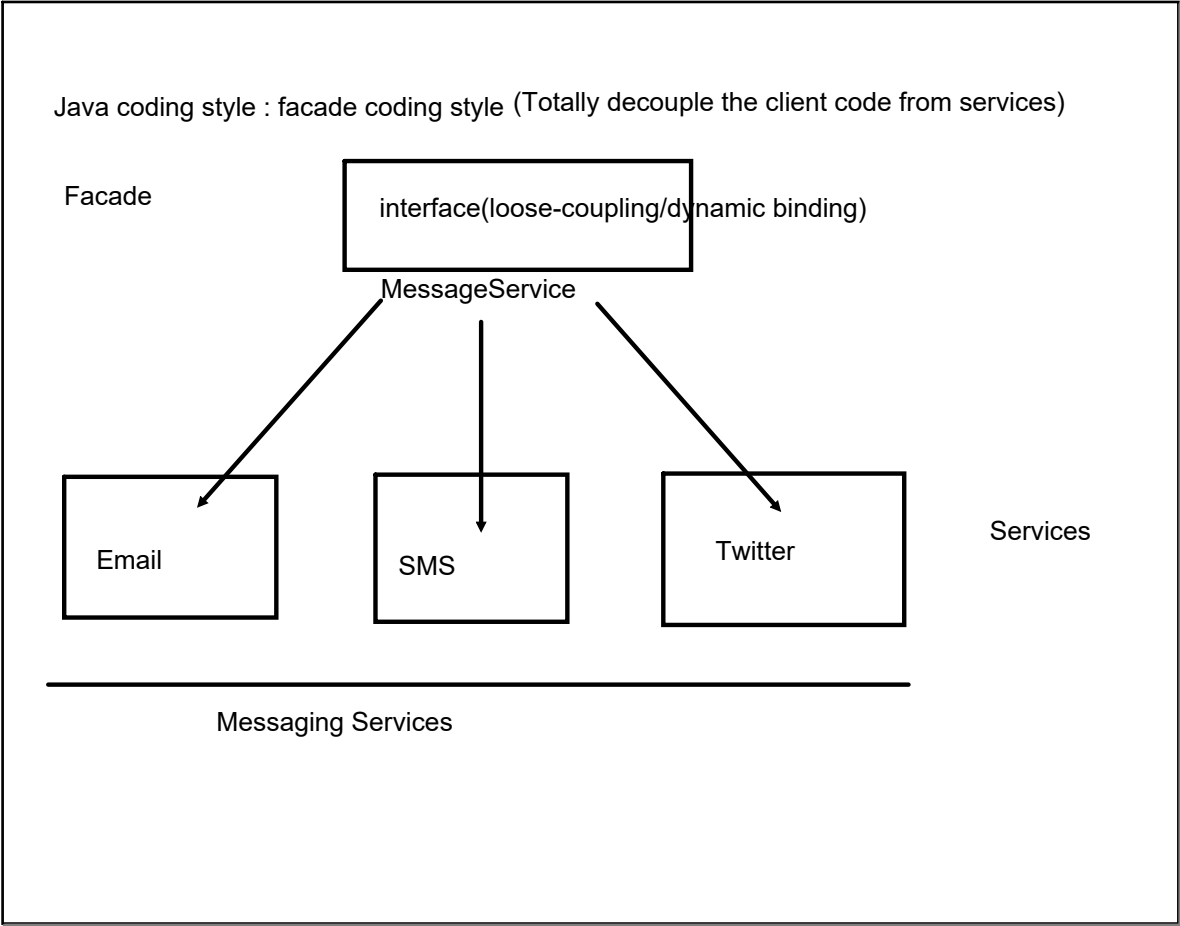 Java coding style : facade coding style (Totally decouple the client code from services)
Facade
interface(loose-coupling/dynamic binding)
MessageService
Email
SMS
Twitter
Services
Messaging Services